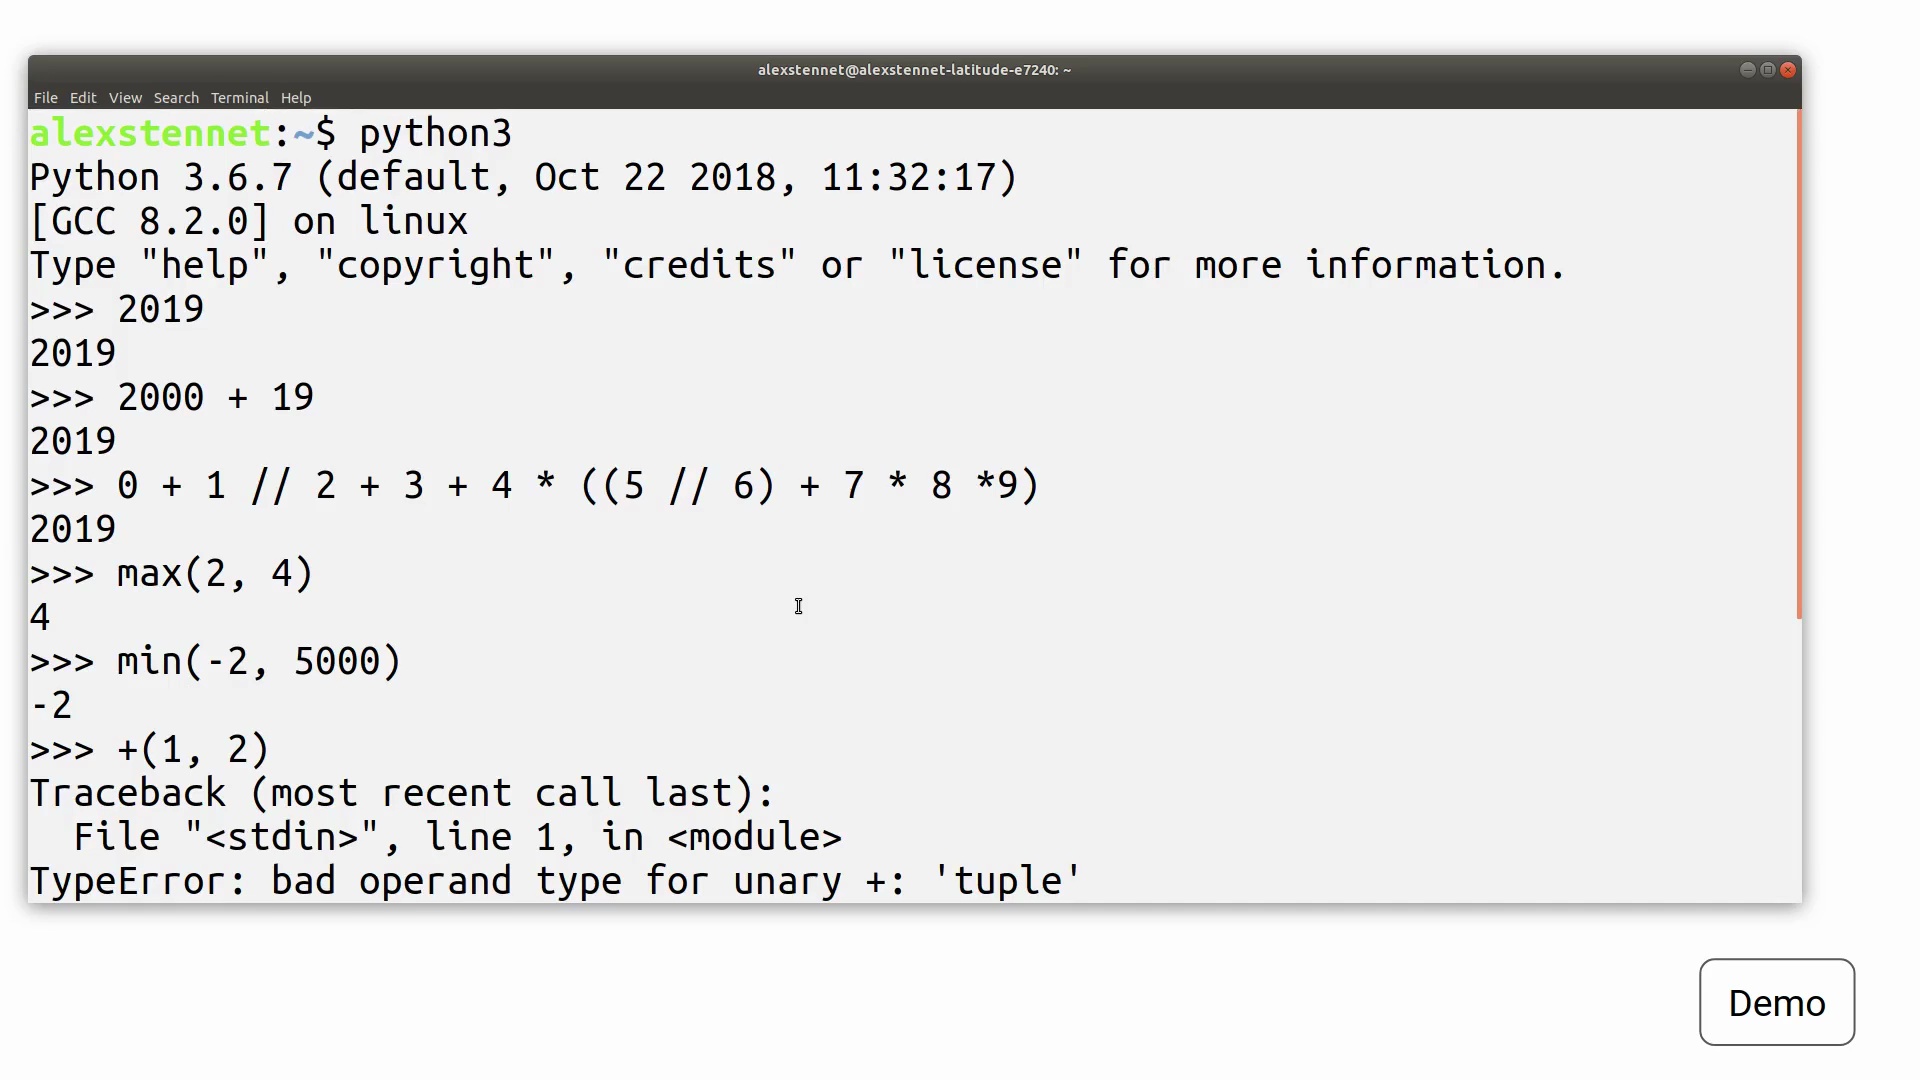 alexstennet@alexstennet-latitude-e7240: ~
File Edit View Search Terminal Help
alexstennet:~$ python3
Python 3.6.7 (default, Oct 22 2018, 11:32:17)
[GCC 8.2.0] on linux
Type "help", "copyright", "credits" or "license" for more information.
>>> 2019
2019
>>> 2000 + 19
2019
>>> 0 + 1 // 2 + 3 + 4 * ((5 // 6) + 7 * 8 *9)
2019
>>> max(2, 4)
4
>>> min(-2, 5000)
-2
>>> +(1, 2)
Traceback (most recent call last):
  File "<stdin>", line 1, in <module>
TypeError: bad operand type for unary +: 'tuple'
Demo